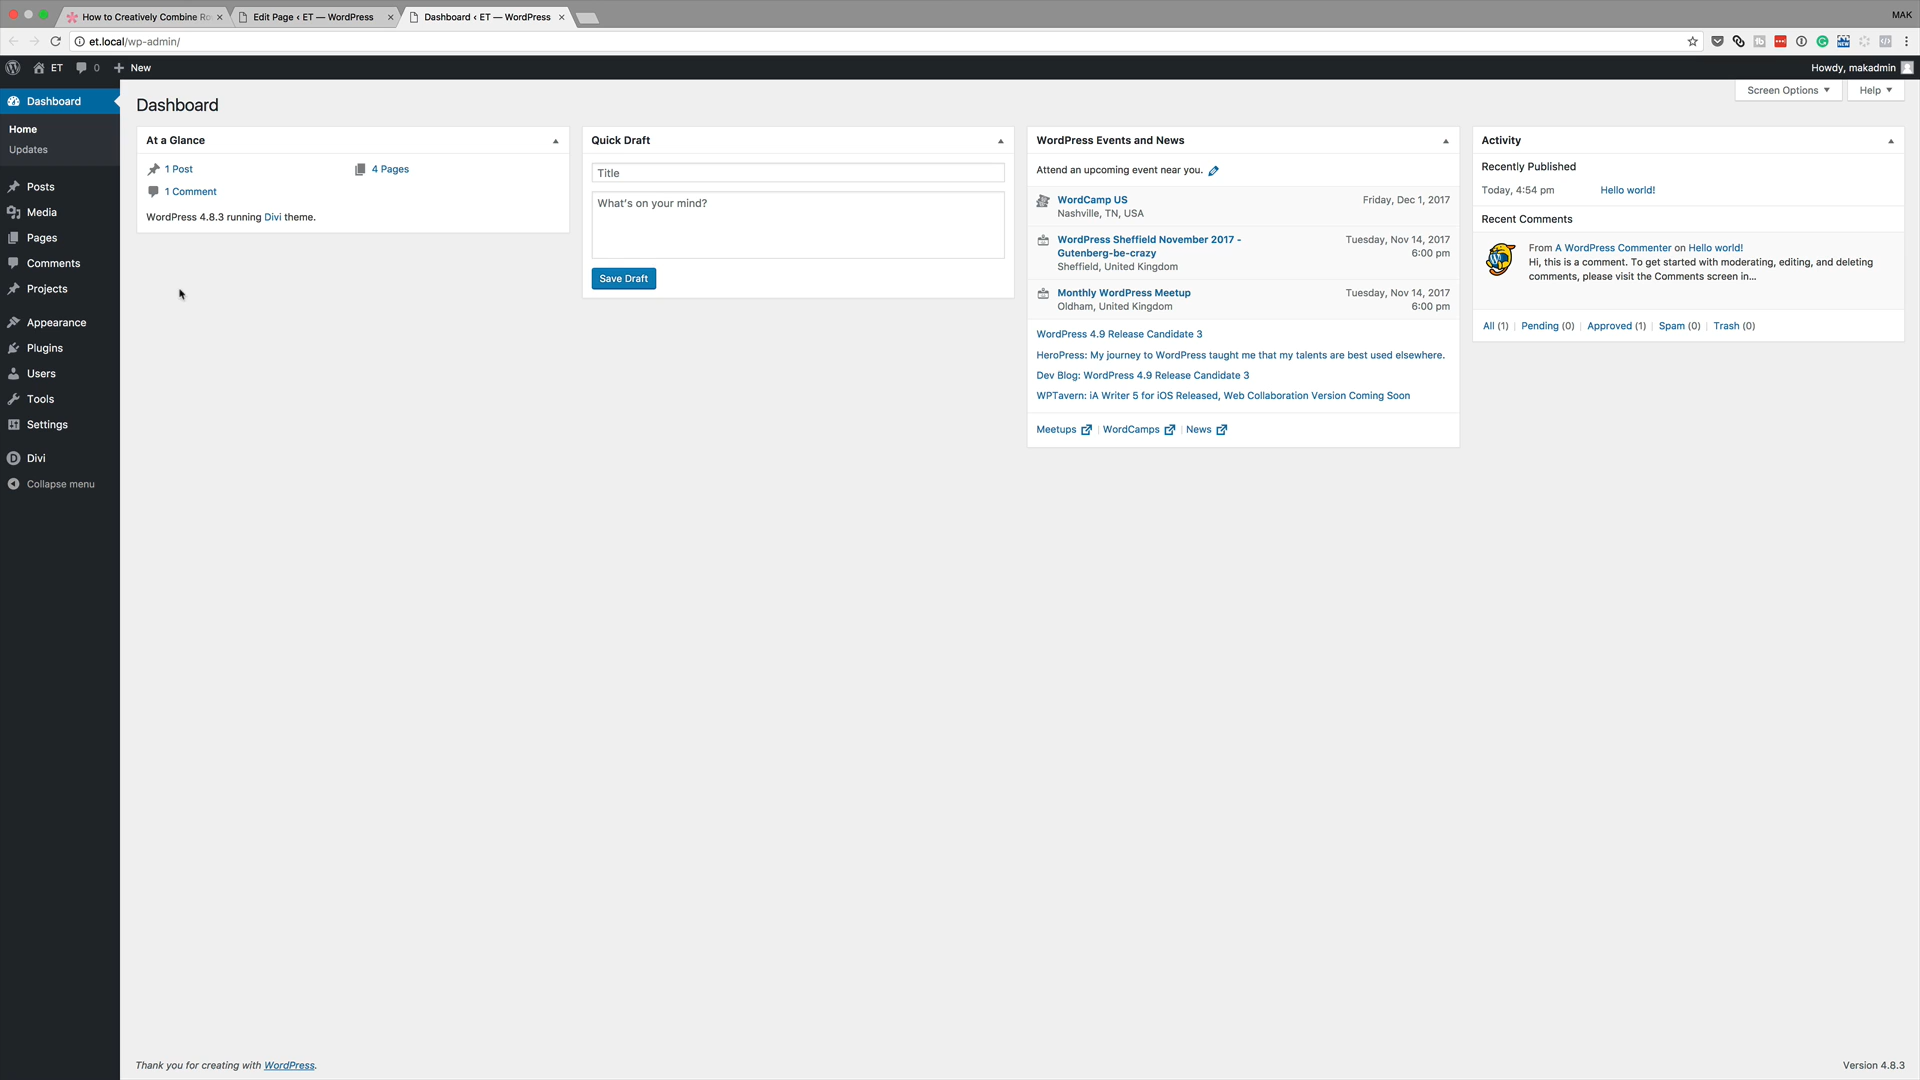 How to Creatively Combine Ro
Edit Page ‹ ET — WordPress
Dashboard ‹ ET — WordPress
MAK
et.local/wp-admin/
ET
0
New
Howdy, makadmin
Dashboard
Home
Updates
Posts
Media
Pages
Comments
Projects
Appearance
Plugins
Users
Tools
Settings
Divi
Collapse menu
Dashboard
Screen Options
Help
At a Glance
1 Post
4 Pages
1 Comment
WordPress 4.8.3 running Divi theme.
Quick Draft
Title
What's on your mind?
Save Draft
WordPress Events and News
Attend an upcoming event near you.
WordCamp US
Friday, Dec 1, 2017
Nashville, TN, USA
WordPress Sheffield November 2017 -
Tuesday, Nov 14, 2017
Gutenberg-be-crazy
6:00 pm
Sheffield, United Kingdom
Monthly WordPress Meetup
Tuesday, Nov 14, 2017
Oldham, United Kingdom
6:00 pm
WordPress 4.9 Release Candidate 3
HeroPress: My journey to WordPress taught me that my talents are best used elsewhere.
Dev Blog: WordPress 4.9 Release Candidate 3
WPTavern: iA Writer 5 for iOS Released, Web Collaboration Version Coming Soon
Meetups | WordCamps | News
Activity
Recently Published
Today, 4:54 pm
Hello world!
Recent Comments
From A WordPress Commenter on Hello world!
Hi, this is a comment. To get started with moderating, editing, and deleting
comments, please visit the Comments screen in...
All (1) | Pending (0) | Approved (1) | Spam (0) | Trash (0)
Thank you for creating with WordPress.
Version 4.8.3